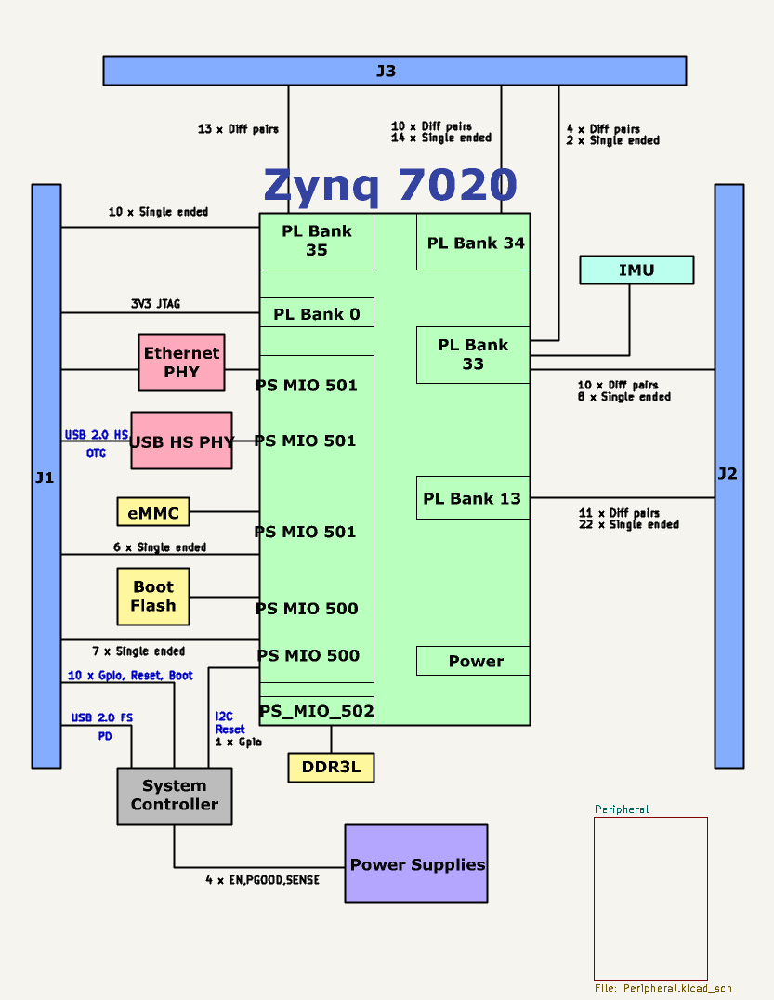 J3
13 x Diff pairs
10 x Diff pairs
14 x Single ended
4 x Diff pairs
2 x Single ended
Zynq 7020
10 x Single ended
PL Bank
35
PL Bank 34
IMU
3V3 JTAG
PL Bank 0
Ethernet
PHY
PL Bank
33
PS MIO 501
10 x Diff pairs
8 x Single ended
USB 2.0 HS
OTG
USB HS PHY
PS MIO 501
J1
J2
eMMC
PL Bank 13
11 x Diff pairs
22 x Single ended
PS MIO 501
6 x Single ended
Boot
Flash
PS MIO 500
7 x Single ended
PS MIO 500
Power
10 x Gpio, Reset, Boot
USB 2.0 FS
PD
I2C
Reset
1 x Gpio
PS_MIO_502
DDR3L
System
Controller
Power Supplies
4 x EN,PGOOD,SENSE
Peripheral
File: Peripheral.kicad_sch